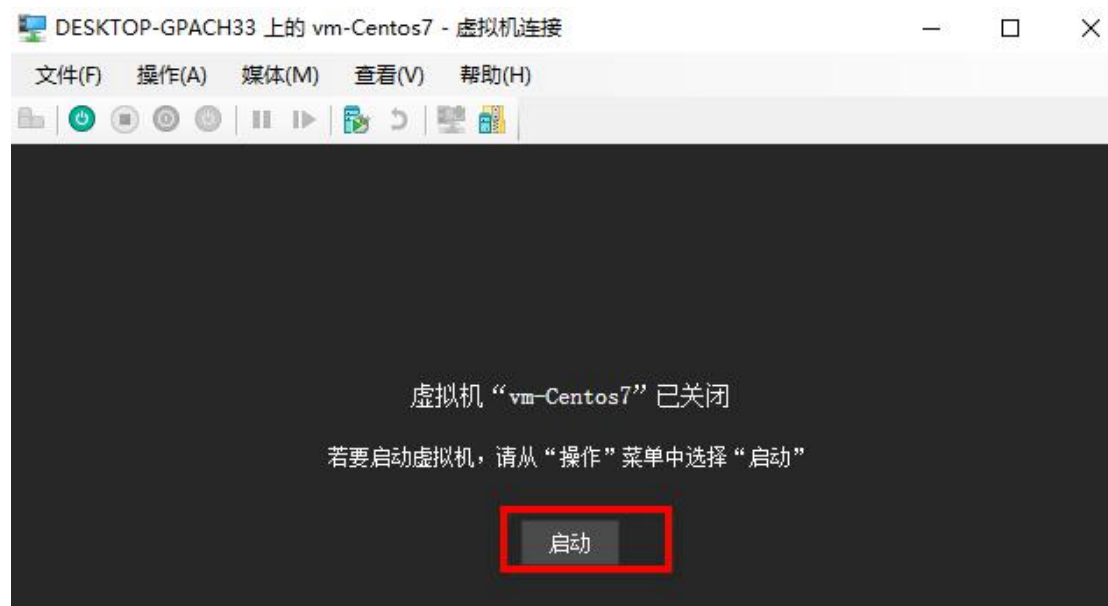 DESKTOP-GPACH33 上的 vm-Centos7 - 虚拟机连接
文件(F) 操作(A) 媒体(M) 查看(V) 帮助(H)
虚拟机“vm-Centos7”已关闭
若要启动虚拟机，请从“操作”菜单中选择“启动”
启动